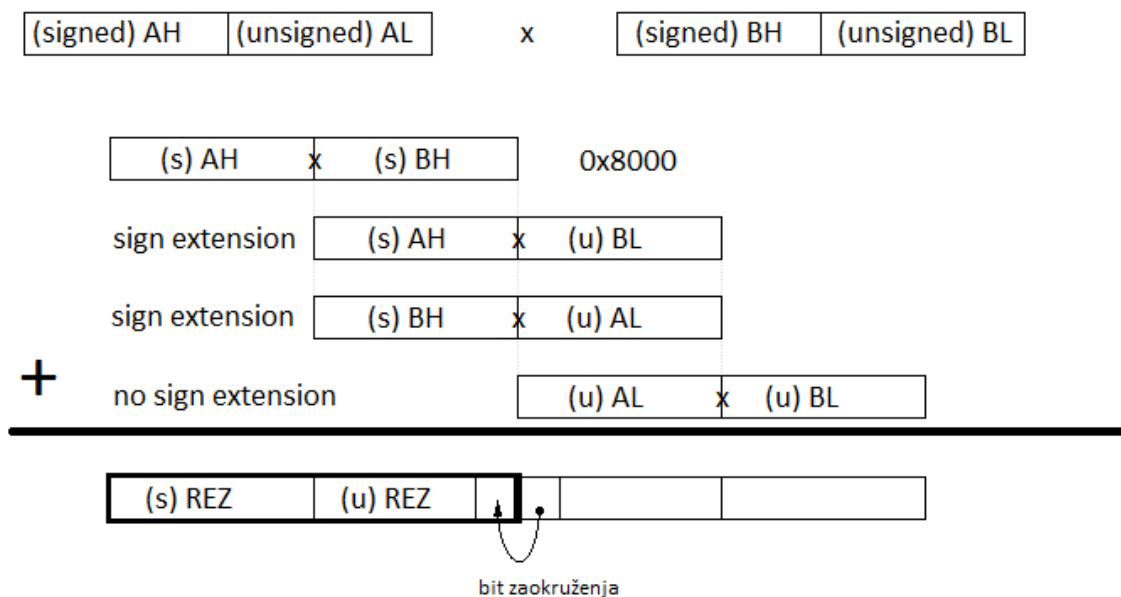 (signed) AH (unsigned) AL x (signed) BH (unsigned) BL
(s) AH x (s) BH 0x8000
sign extension (s) AH x (u) BL
sign extension (s) BH x (u) AL
+ no sign extension (u) AL x (u) BL
(s) REZ (u) REZ
bit zaokruženja